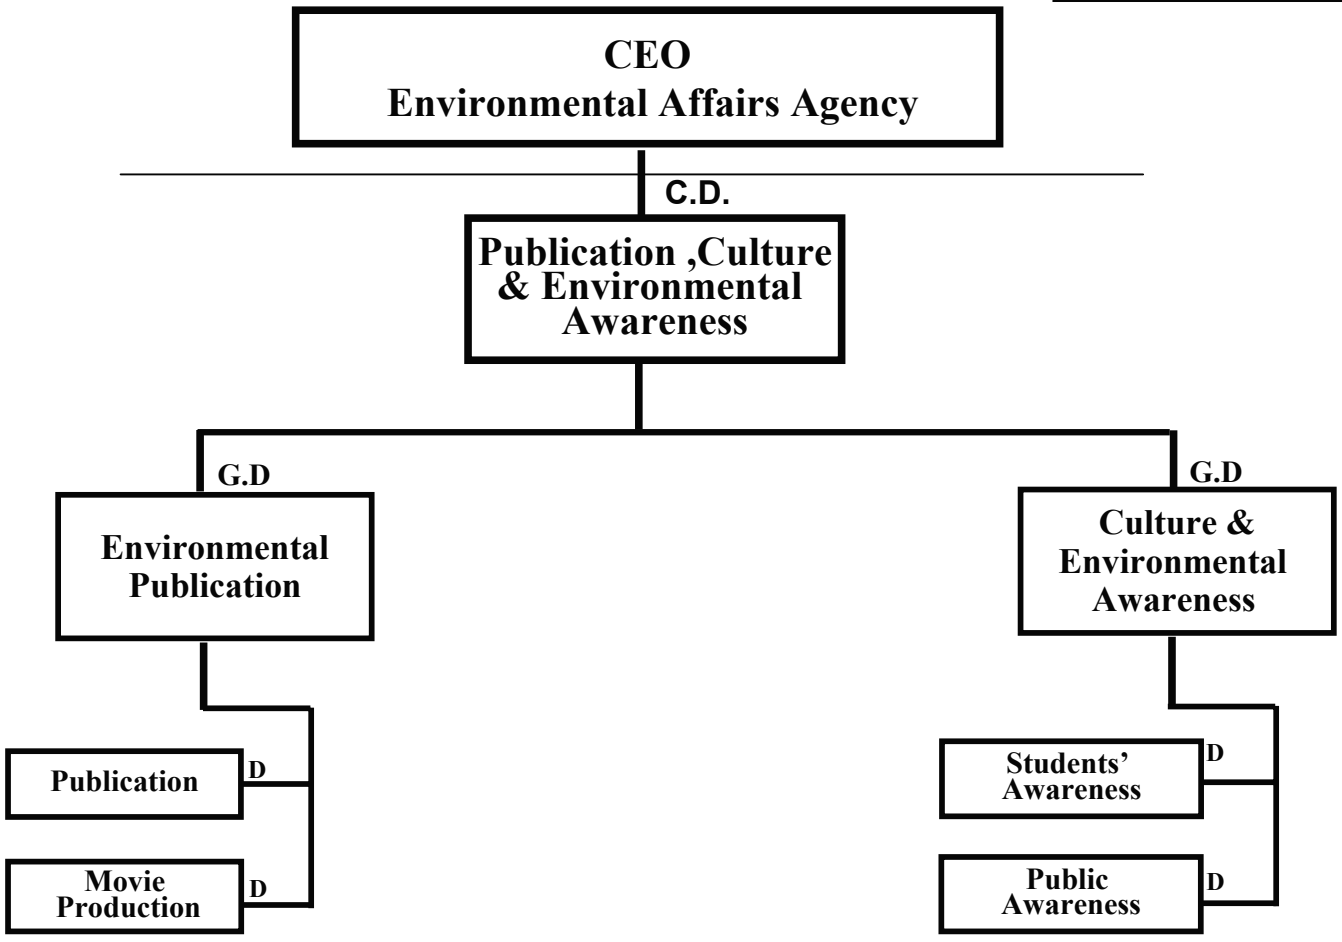 CEO
Environmental Affairs Agency
C.D.
Publication ,Culture
& Environmental
Awareness
G.D
Environmental
Publication
G.D
Culture &
Environmental
Awareness
Publication
D
Movie
Production
D
Students’
Awareness
D
Public
Awareness
D